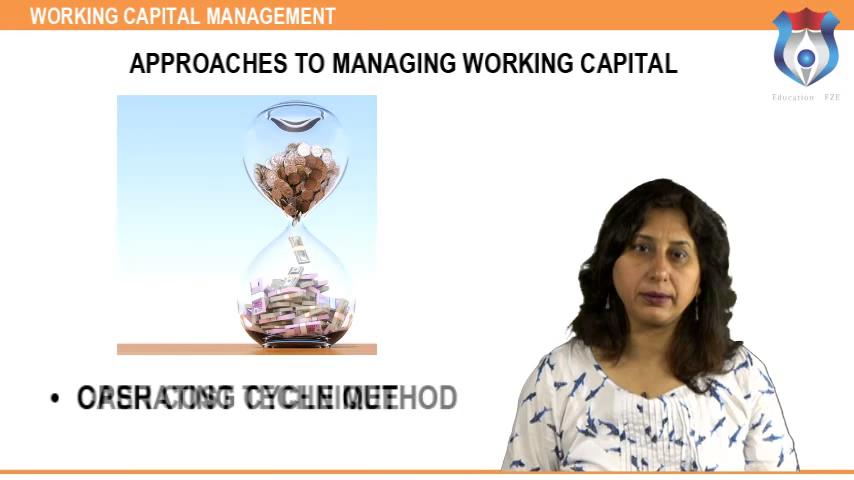 WORKING CAPITAL MANAGEMENT
APPROACHES TO MANAGING WORKING CAPITAL
Education FZE